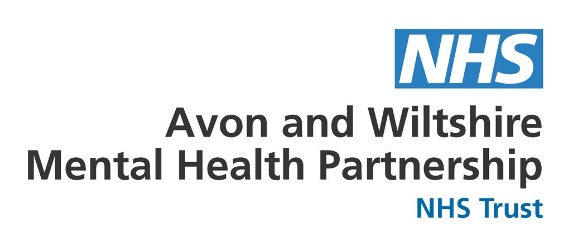 NHS
Avon and Wiltshire
Mental Health Partnership
NHS Trust